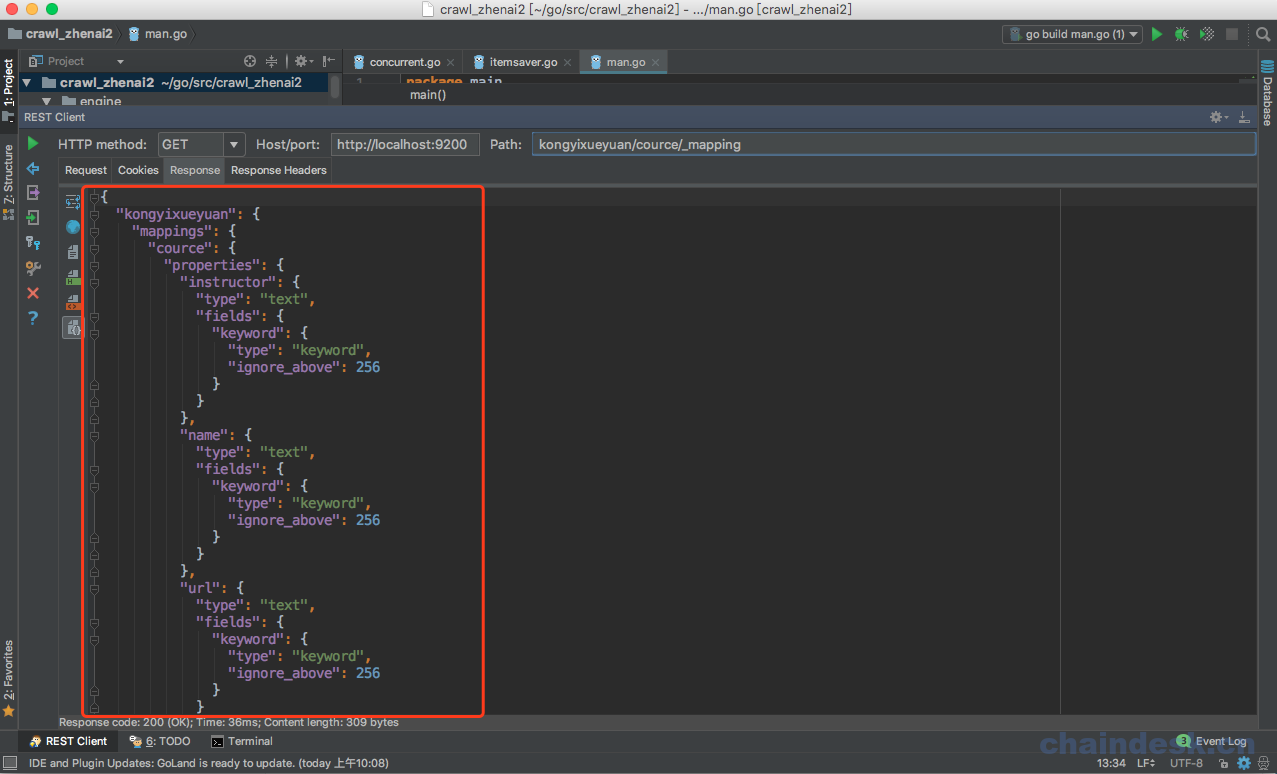 crawl_zhenai2 [~/go/src/crawl_zhenai2] - .../man.go [crawl_zhenai2]
crawl_zhenai2 man.go go build man.go (1)
1: Project
Project
concurrent.go itemsaver.go man.go
crawl_zhenai2 ~/go/src/crawl_zhenai2
1 package main
engine
main()
Database
REST Client
HTTP method: GET Host/port: http://localhost:9200 Path: kongyixueyuan/cource/_mapping
Z: Structure
Request Cookies Response Response Headers
{
"kongyixueyuan": {
"mappings": {
"cource": {
"properties": {
"instructor": {
"type": "text",
"fields": {
"keyword": {
"type": "keyword",
"ignore_above": 256
}
}
},
"name": {
"type": "text",
"fields": {
"keyword": {
"type": "keyword",
"ignore_above": 256
}
}
},
"url": {
"type": "text",
"fields": {
"keyword": {
"type": "keyword",
"ignore_above": 256
}
}
2: Favorites
Response code: 200 (OK); Time: 36ms; Content length: 309 bytes
REST Client 6: TODO Terminal 3 Event Log
chaindesk.cn
IDE and Plugin Updates: GoLand is ready to update. (today 上午10:08) 13:34 LF UTF-8